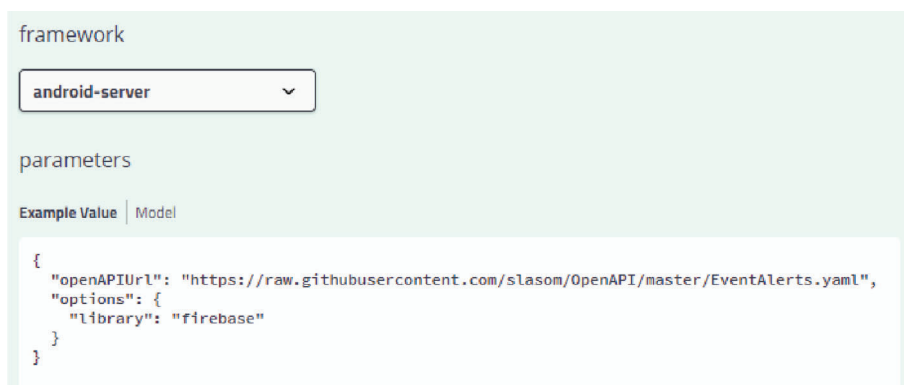 framework
android-server
parameters
Example Value Model
{
"openAPIUrl": "https://raw.githubusercontent.com/slasom/OpenAPI/master/EventAlerts.yaml",
"options": {
"library": "firebase"
}
}